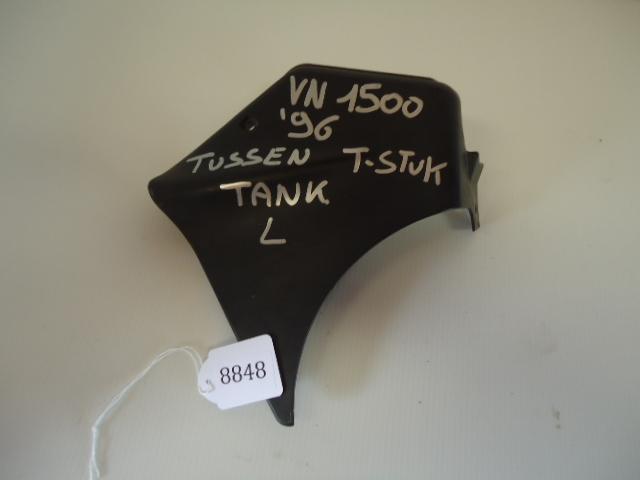 VN 1500
'96
TUSSEN T-STUK
TANK
L
8848